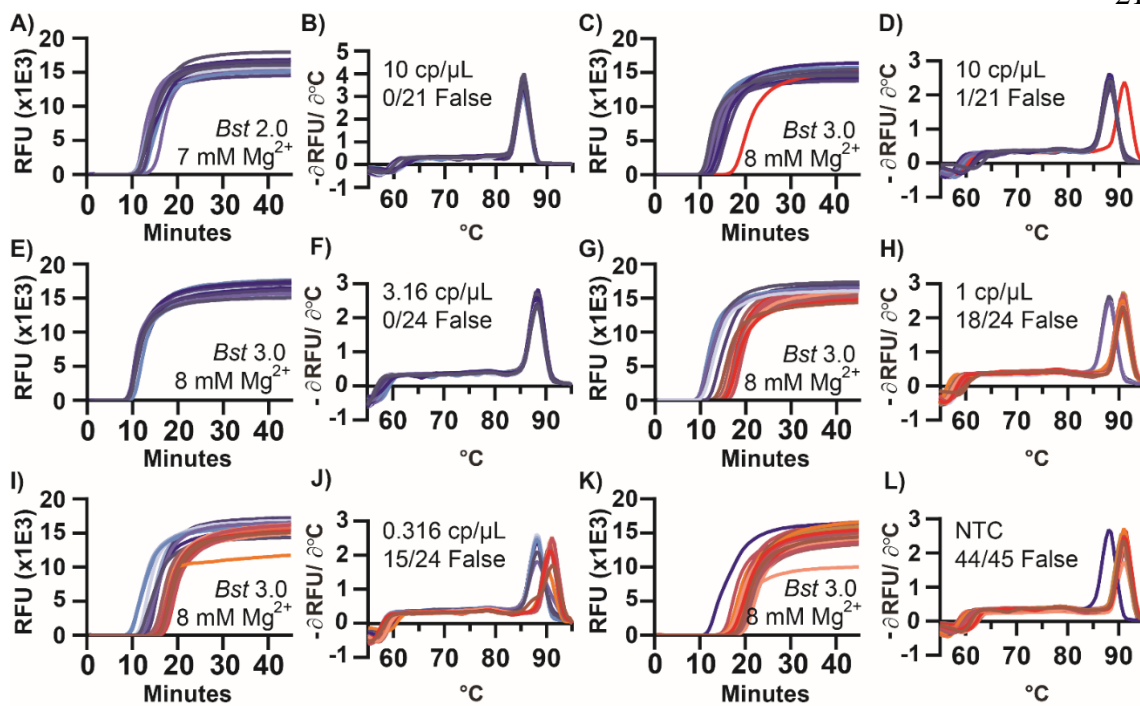 A)
RFU (x1E3)
20
15
10
5
0
Bst 2.0
7 mM Mg2+
0 10 20 30 40
Minutes
B)
-∂RFU/ ∂°C
5
4
3
2
1
0
-1
10 cp/µL
0/21 False
60 70 80 90
°C
C)
RFU (x1E3)
20
15
10
5
0
Bst 3.0
8 mM Mg2+
0 10 20 30 40
Minutes
D)
-∂RFU/ ∂°C
4
3
2
1
0
-1
10 cp/µL
1/21 False
60 70 80 90
°C
E)
RFU (x1E3)
20
15
10
5
0
Bst 3.0
8 mM Mg2+
0 10 20 30 40
Minutes
F)
-∂RFU/ ∂°C
3
2
1
0
-1
3.16 cp/µL
0/24 False
60 70 80 90
°C
G)
RFU (x1E3)
20
15
10
5
0
Bst 3.0
8 mM Mg2+
0 10 20 30 40
Minutes
H)
-∂RFU/ ∂°C
3
2
1
0
-1
1 cp/µL
18/24 False
60 70 80 90
°C
I)
RFU (x1E3)
20
15
10
5
0
Bst 3.0
8 mM Mg2+
0 10 20 30 40
Minutes
J)
-∂RFU/ ∂°C
3
2
1
0
-1
0.316 cp/µL
15/24 False
60 70 80 90
°C
K)
RFU (x1E3)
20
15
10
5
0
Bst 3.0
8 mM Mg2+
0 10 20 30 40
Minutes
L)
-∂RFU/ ∂°C
3
2
1
0
-1
NTC
44/45 False
60 70 80 90
°C